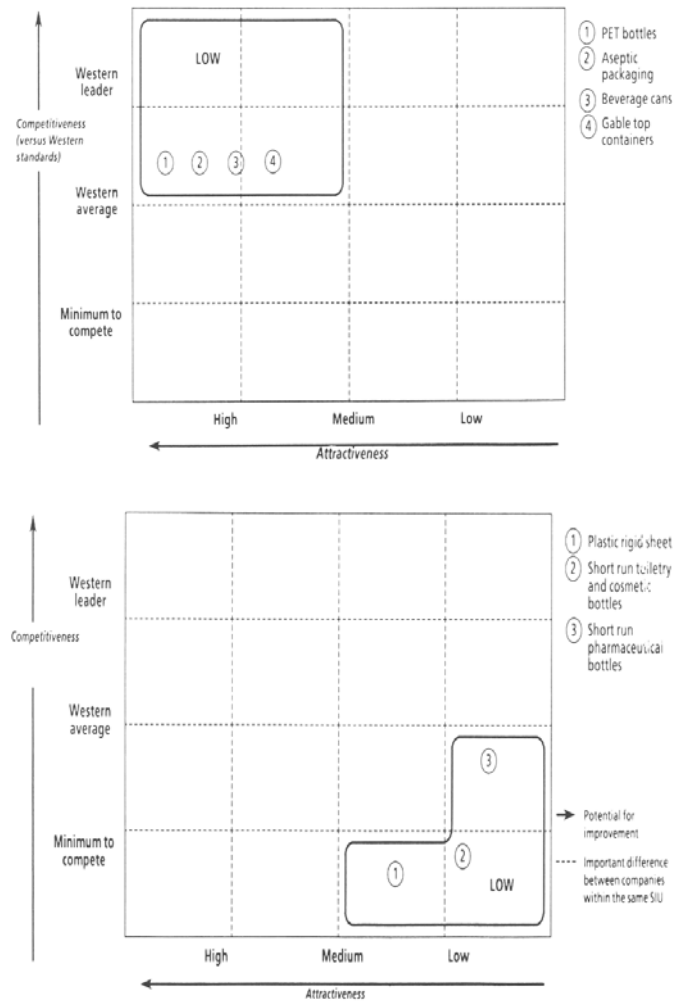 LOW
Western
leader
Competitiveness
(versus Western
standards)
1 2 3 4
Western
average
Minimum to
compete
High Medium Low
Attractiveness
1 PET bottles
2 Aseptic
packaging
3 Beverage cans
4 Gable top
containers
Western
leader
Competitiveness
Western
average
3
Minimum to
compete
1 2
LOW
High Medium Low
Attractiveness
1 Plastic rigid sheet
2 Short run toiletry
and cosmetic
bottles
3 Short run
pharmaceutical
bottles
Potential for
improvement
Important difference
between companies
within the same SIU